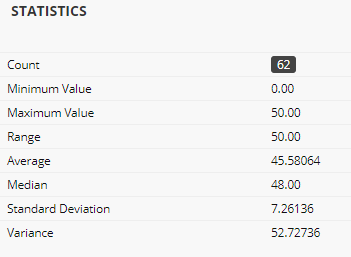 STATISTICS
Count 62
Minimum Value 0.00
Maximum Value 50.00
Range 50.00
Average 45.58064
Median 48.00
Standard Deviation 7.26136
Variance 52.72736